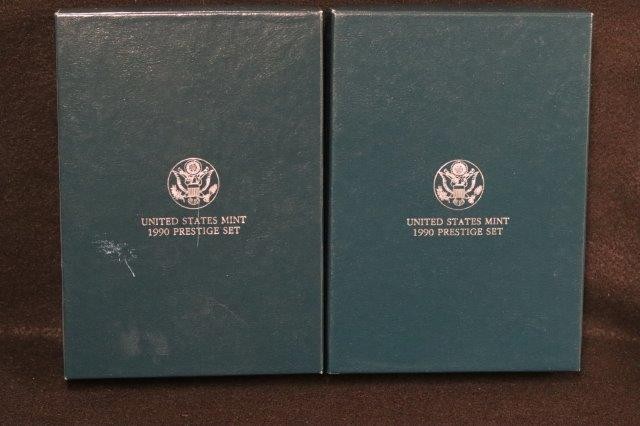 UNITED STATES MINT
1990 PRESTIGE SET
UNITED STATES MINT
1990 PRESTIGE SET